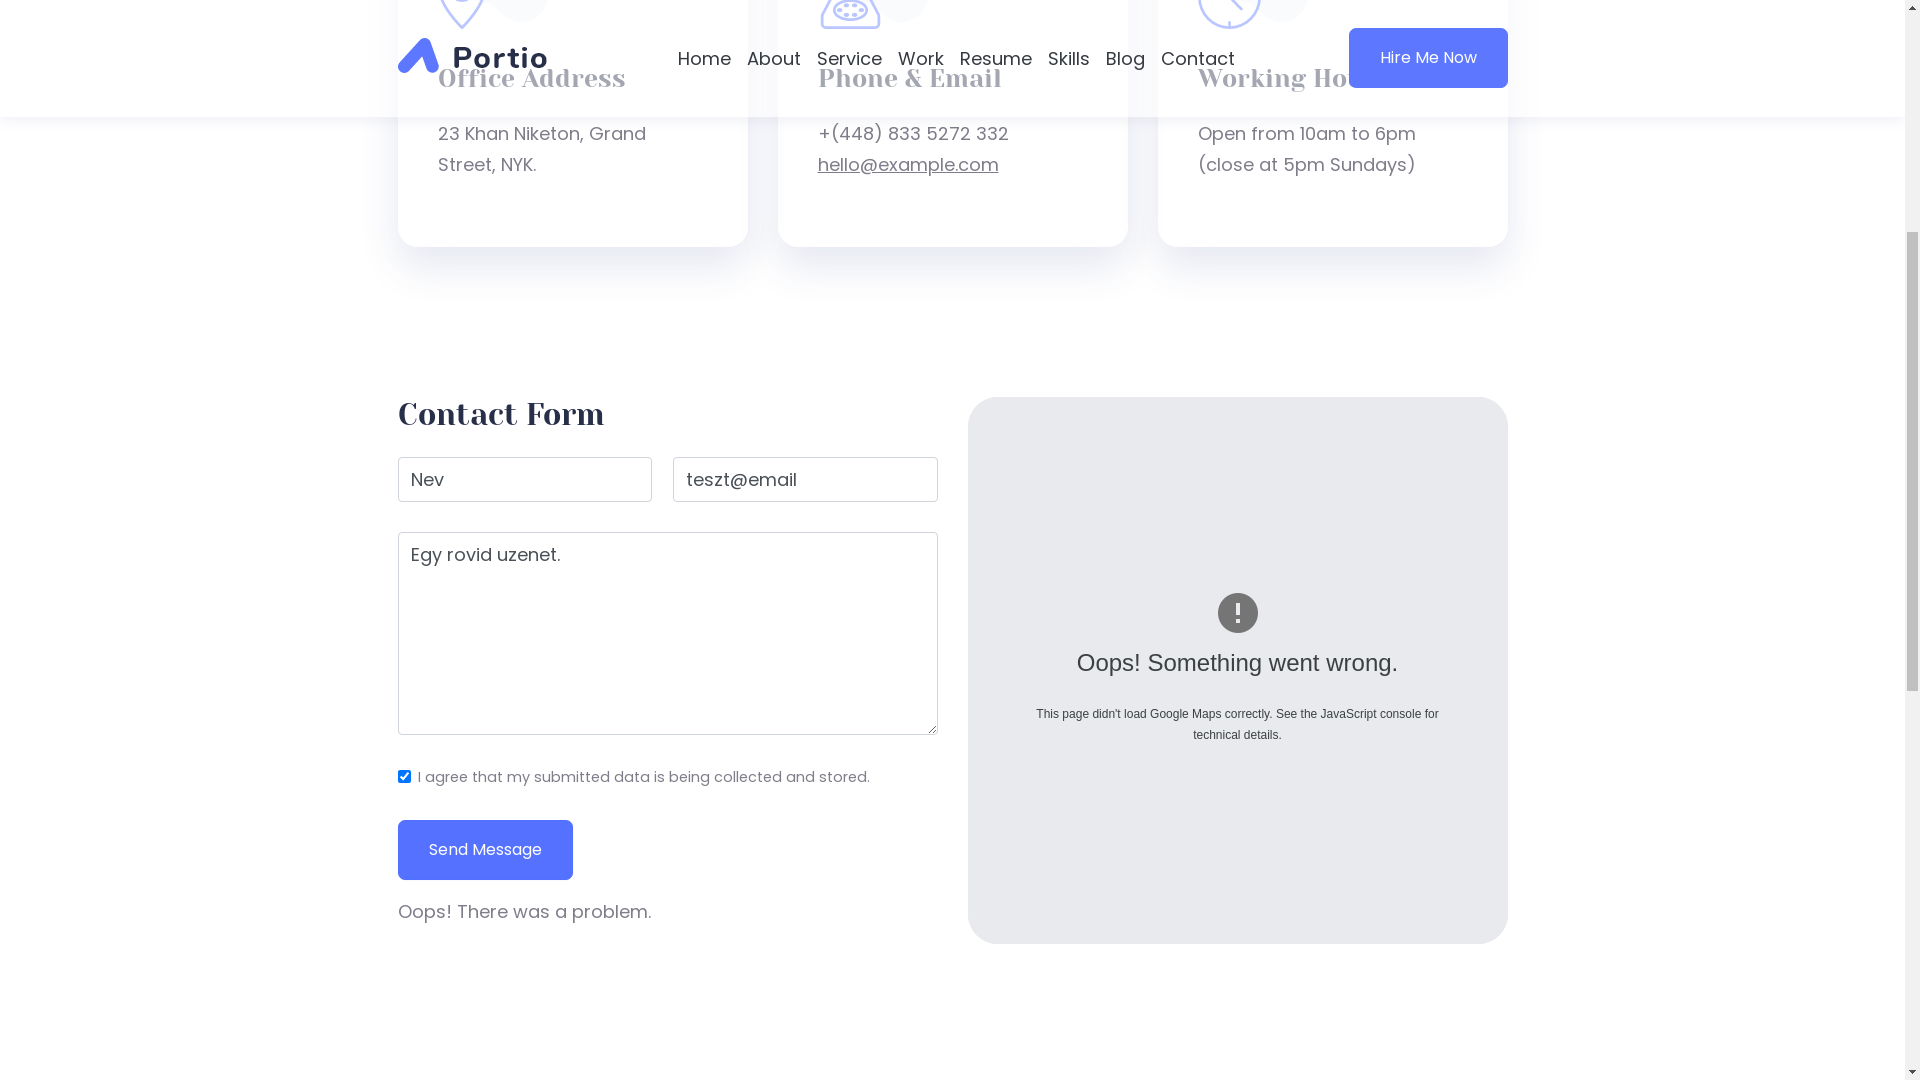 Portio
Home About Service Work Resume Skills Blog Contact
Hire Me Now
Office Address
Phone & Email
Working Ho
23 Khan Niketon, Grand
Street, NYK.
+(448) 833 5272 332
hello@example.com
Open from 10am to 6pm
(close at 5pm Sundays)
Contact Form
Nev
teszt@email
Egy rovid uzenet.
I agree that my submitted data is being collected and stored.
Send Message
Oops! There was a problem.
Oops! Something went wrong.
This page didn't load Google Maps correctly. See the JavaScript console for
technical details.